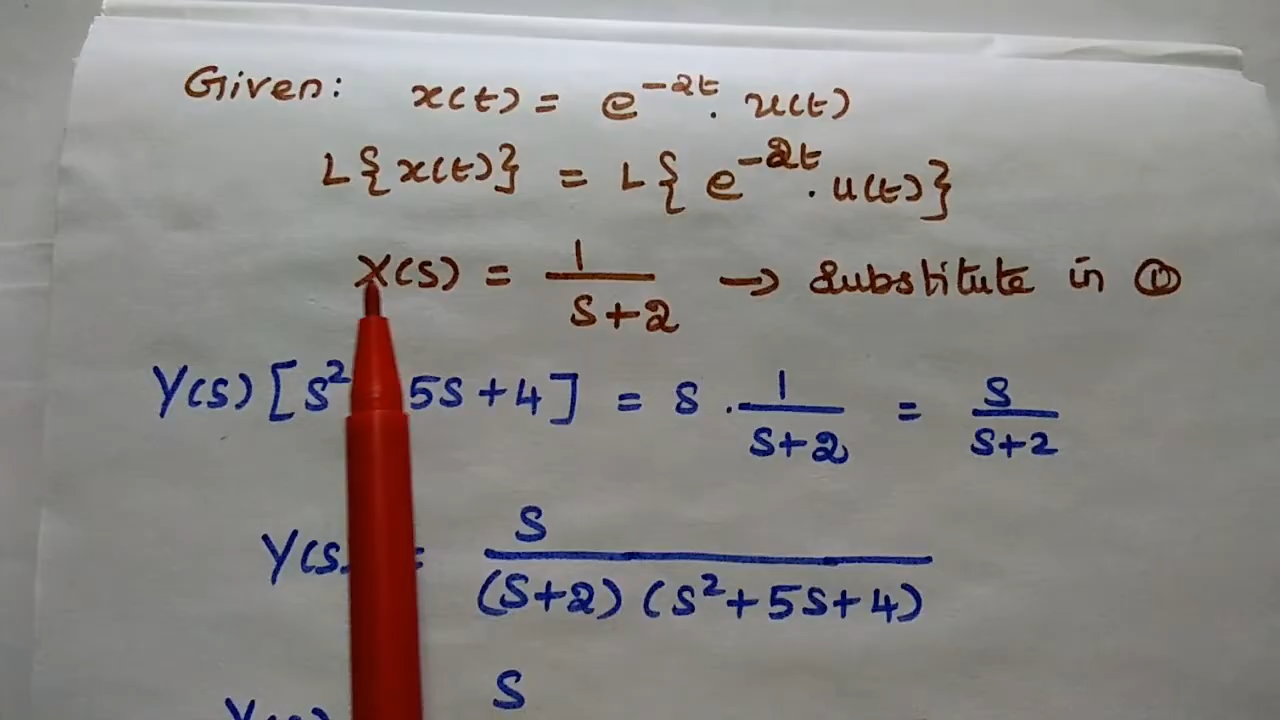 Given: x(t) = e^-2t . u(t)
L{x(t)} = L{e^-2t . u(t)}
X(S) = 1/(S+2) → Substitute in ①
Y(S) [S² 5S+4] = S . 1/(S+2) = S/(S+2)
Y(S = S/((S+2)(S²+5S+4))
S